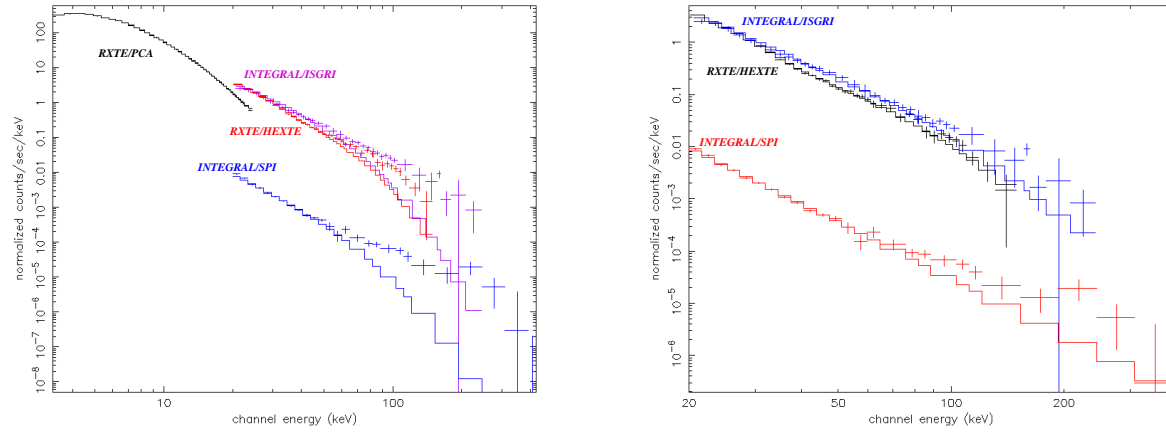 normalized counts/sec/keV
100
10
1
0.1
0.01
10⁻³
10⁻⁴
10⁻⁵
10⁻⁶
10⁻⁷
10⁻⁸
RXTE/PCA
INTEGRAL/ISGRI
RXTE/HEXTE
INTEGRAL/SPI
10
100
channel energy (keV)
normalized counts/sec/keV
1
0.1
0.01
10⁻³
10⁻⁴
10⁻⁵
10⁻⁶
INTEGRAL/ISGRI
RXTE/HEXTE
INTEGRAL/SPI
20
50
100
200
channel energy (keV)